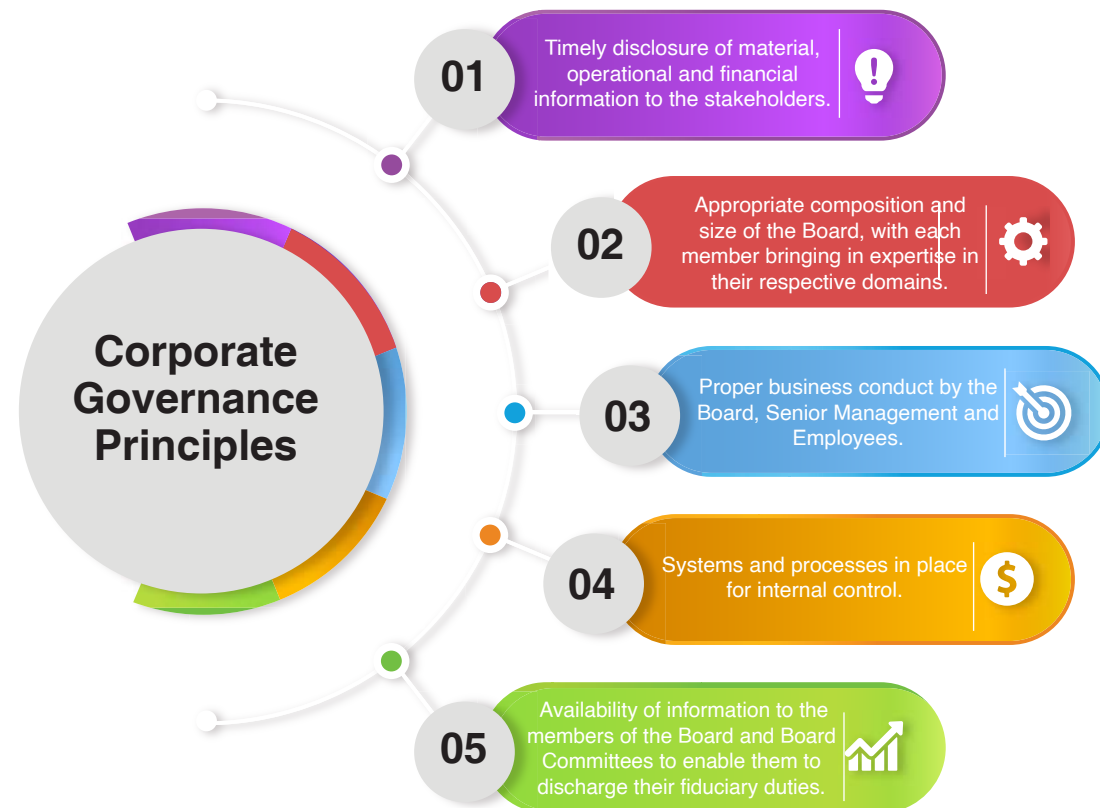 Corporate
Governance
Principles
01
Timely disclosure of material,
operational and financial
information to the stakeholders.
02
Appropriate composition and
size of the Board, with each
member bringing in expertise in
their respective domains.
03
Proper business conduct by the
Board, Senior Management and
Employees.
04
Systems and processes in place
for internal control.
$
05
Availability of information to the
members of the Board and Board
Committees to enable them to
discharge their fiduciary duties.